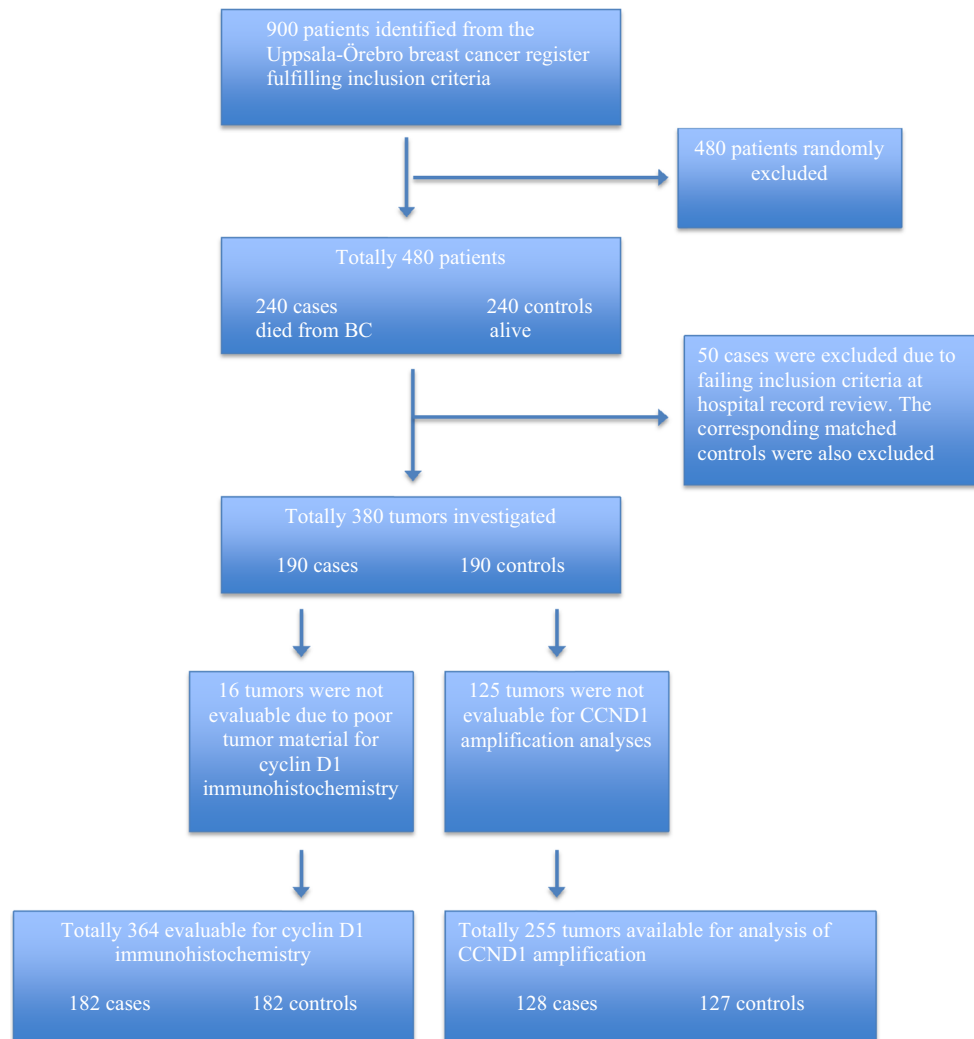 900 patients identified from the
Uppsala-Örebro breast cancer register
fulfilling inclusion criteria
480 patients randomly
excluded
Totally 480 patients
240 cases 240 controls
died from BC alive
50 cases were excluded due to
failing inclusion criteria at
hospital record review. The
corresponding matched
controls were also excluded
Totally 380 tumors investigated
190 cases 190 controls
16 tumors were not
evaluable due to poor
tumor material for
cyclin D1
immunohistochemistry
125 tumors were not
evaluable for CCND1
amplification analyses
Totally 364 evaluable for cyclin D1
immunohistochemistry
182 cases 182 controls
Totally 255 tumors available for analysis of
CCND1 amplification
128 cases 127 controls